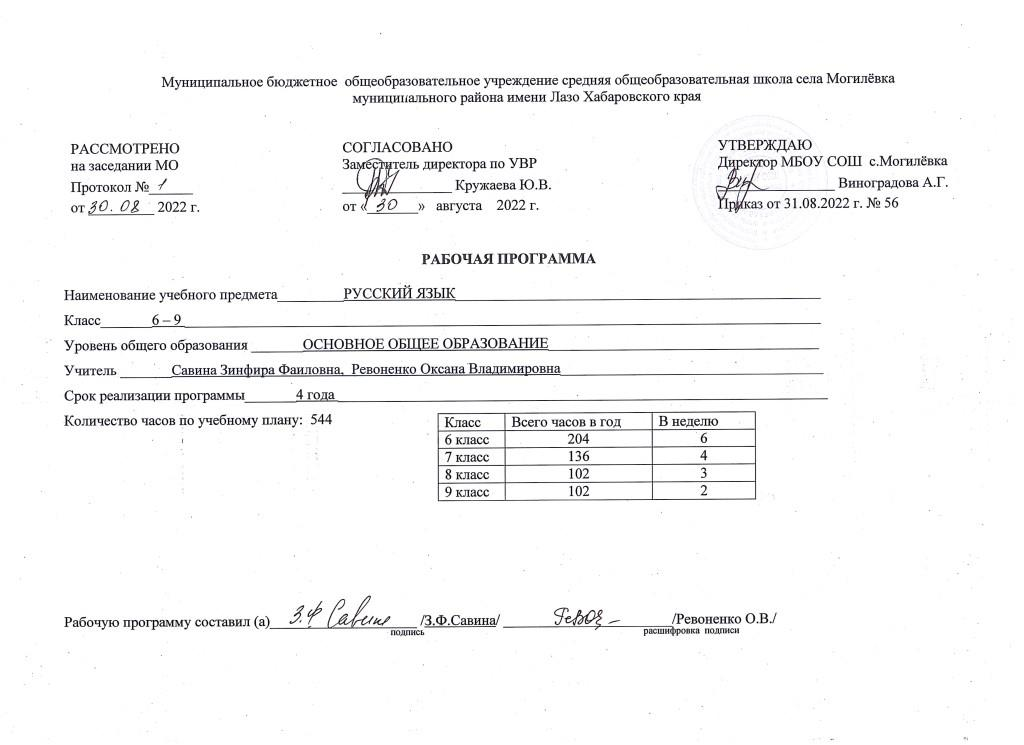 Муниципальное бюджетное общеобразовательное учреждение средняя общеобразовательная школа села Могилёвка
муниципального района имени Лазо Хабаровского края
РАССМОТРЕНО
на заседании МО
Протокол № 1
от 30.08 2022 г.
СОГЛАСОВАНО
Заместитель директора по УВР
Кружаева Ю.В.
от « 30 » августа 2022 г.
УТВЕРЖДАЮ
Директор МБОУ СОШ с.Могилёвка
Виноградова А.Г.
Приказ от 31.08.2022 г. № 56
РАБОЧАЯ ПРОГРАММА
Наименование учебного предмета РУССКИЙ ЯЗЫК
Класс 6 – 9
Уровень общего образования ОСНОВНОЕ ОБЩЕЕ ОБРАЗОВАНИЕ
Учитель Савина Зинфира Фаиловна, Ревоненко Оксана Владимировна
Срок реализации программы 4 года
Количество часов по учебному плану: 544
Класс Всего часов в год В неделю
6 класс 204 6
7 класс 136 4
8 класс 102 3
9 класс 102 2
Рабочую программу составил (а) З.Ф Савина /З.Ф.Савина/ /Ревоненко О.В./
подпись расшифровка подписи